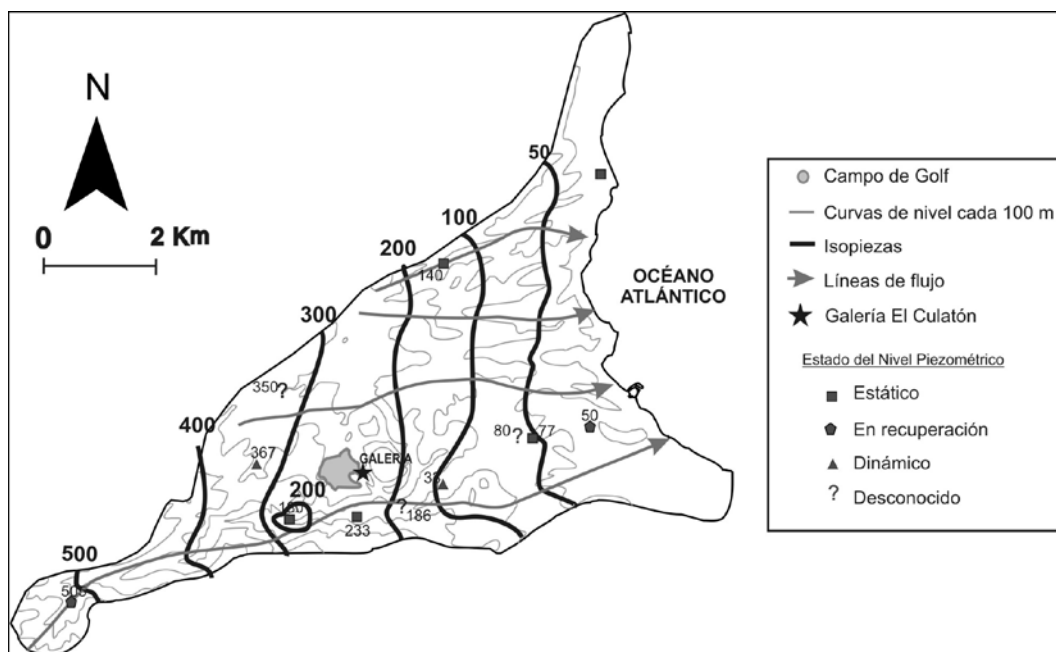 N
0 2 Km
50
100
200
300
400
500
200
140
350 ?
367
GALERÍA
233
? 186
80 ? 77
50
OCÉANO
ATLÁNTICO
Campo de Golf
Curvas de nivel cada 100 m
Isopiezas
Líneas de flujo
Galería El Culatón
Estado del Nivel Piezométrico
Estático
En recuperación
Dinámico
? Desconocido